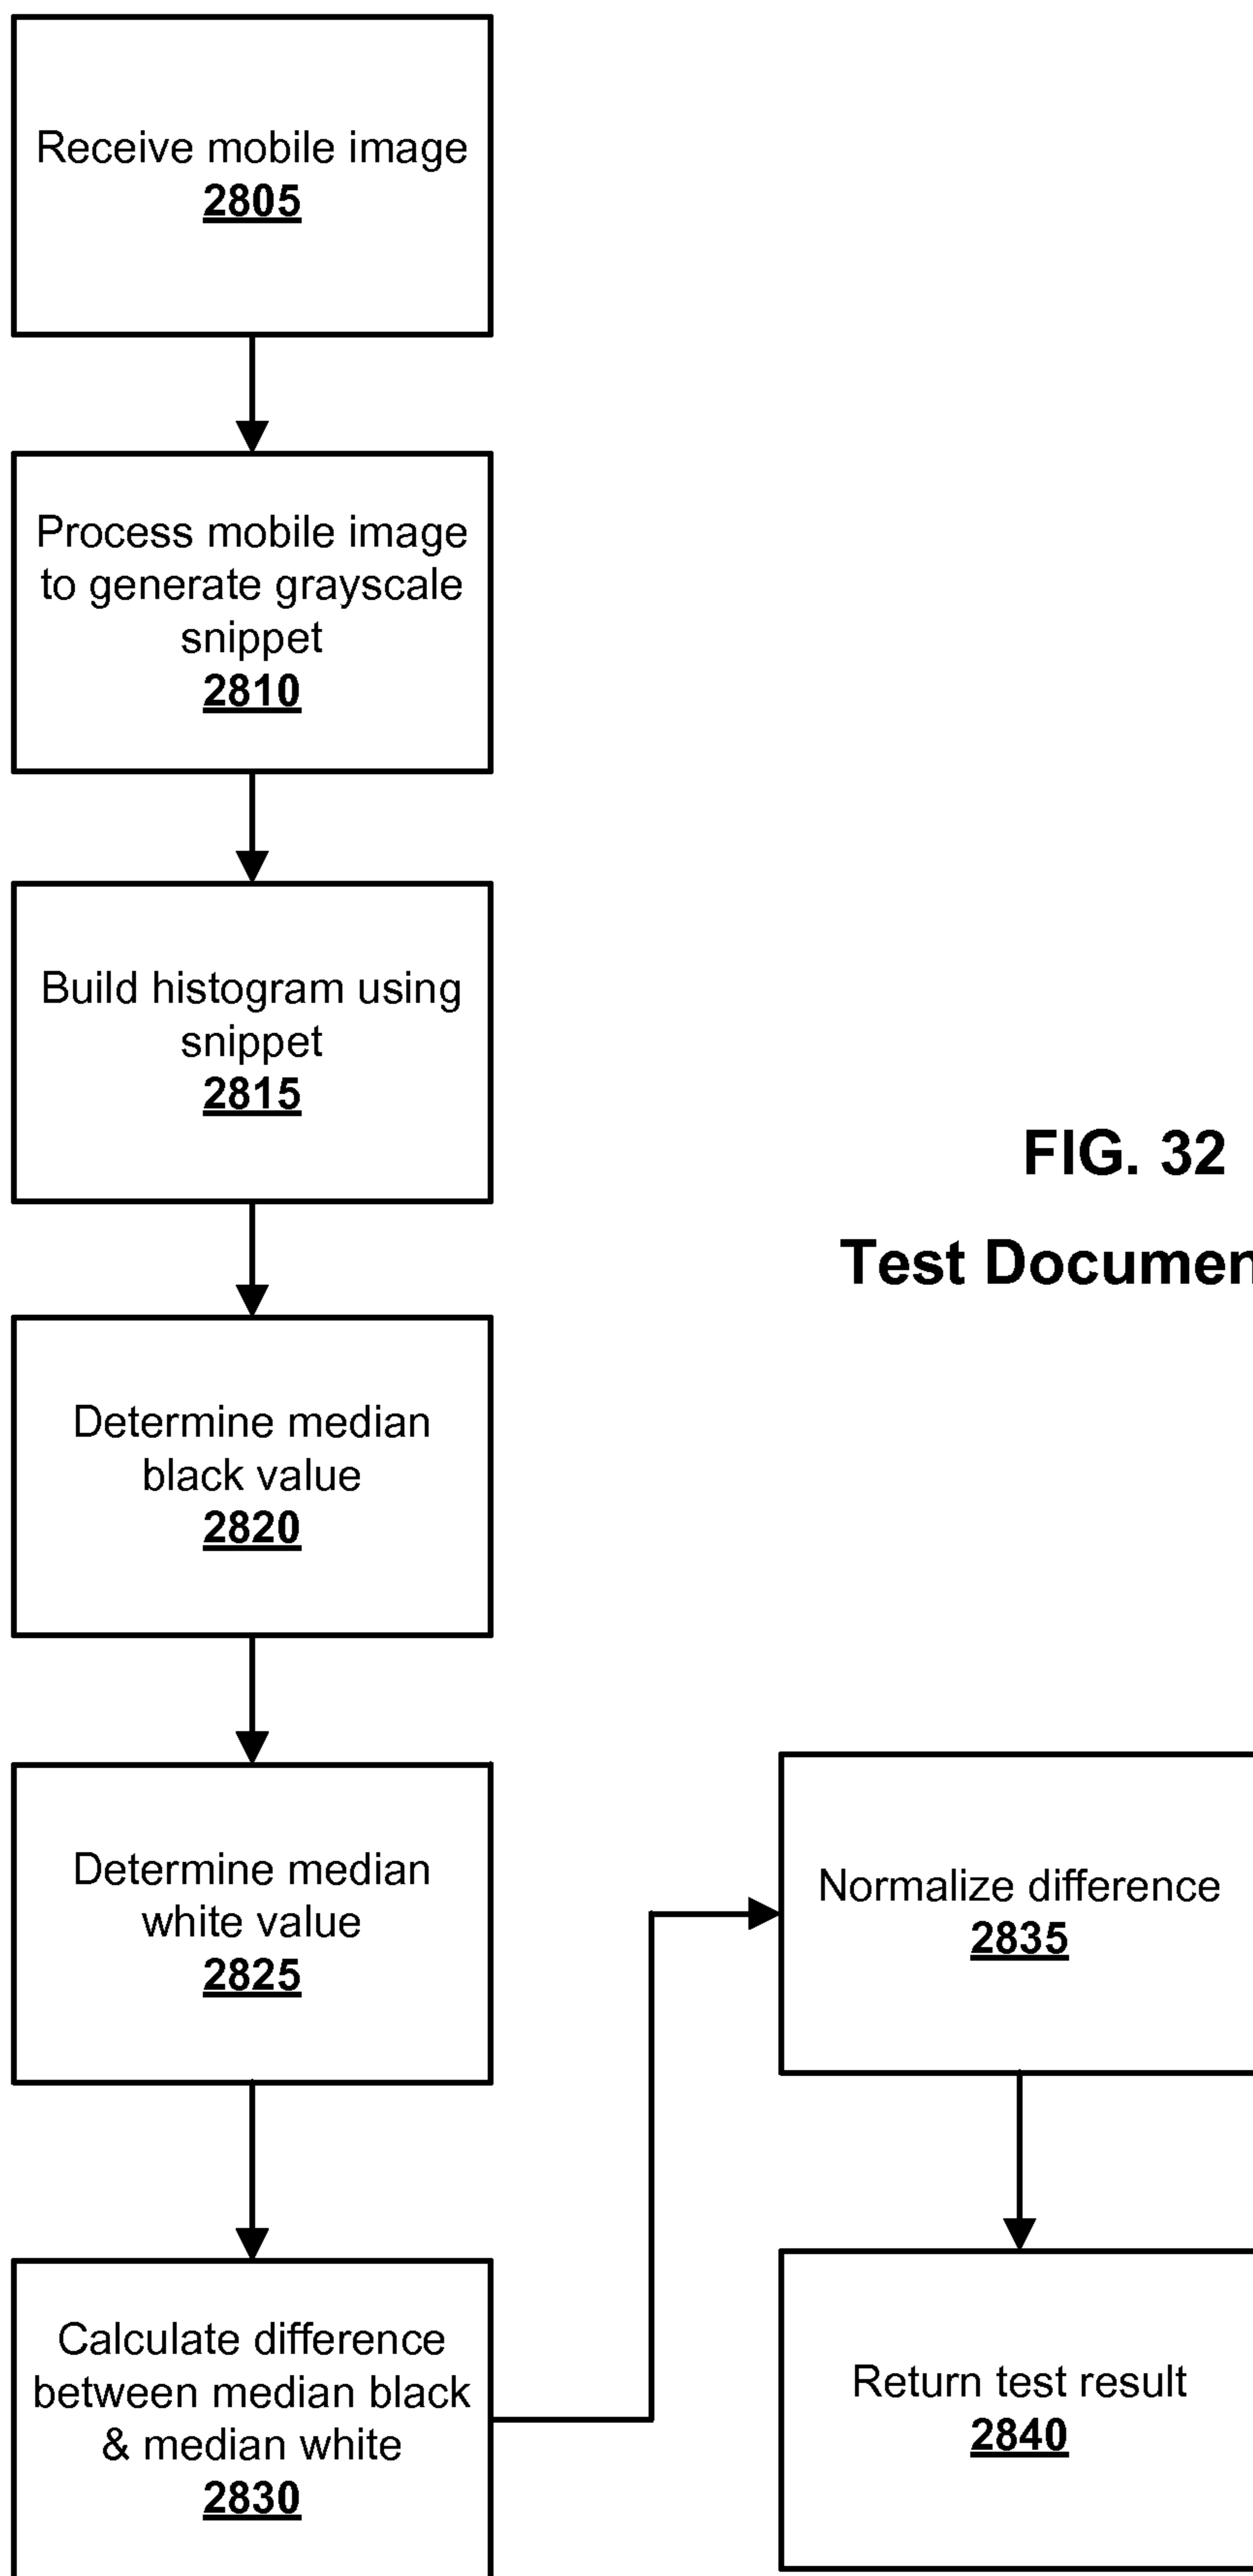 Receive mobile image
2805
Process mobile image
to generate grayscale
snippet
2810
Build histogram using
snippet
2815
Determine median
black value
2820
Determine median
white value
2825
Calculate difference
between median black
& median white
2830
FIG. 32
Test Documen
Normalize difference
2835
Return test result
2840